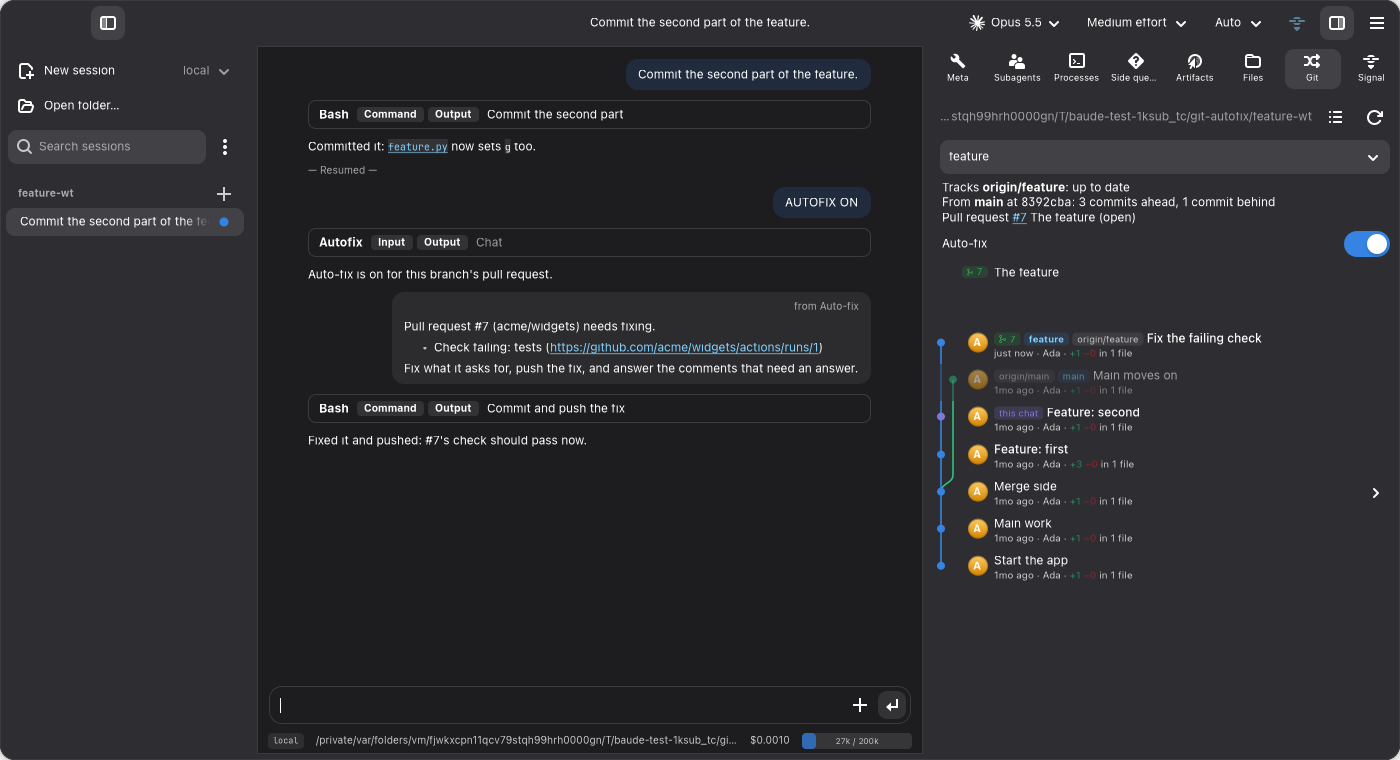 Commit the second part of the feature.
Opus 5.5
Medium effort
Auto
New session
local
Open folder...
Search sessions
feature-wt
Commit the second part of the fe
Commit the second part of the feature.
Bash Command Output Commit the second part
Committed it: feature.py now sets g too.
— Resumed —
AUTOFIX ON
Autofix Input Output Chat
Auto-fix is on for this branch's pull request.
from Auto-fix
Pull request #7 (acme/widgets) needs fixing.
• Check failing: tests (https://github.com/acme/widgets/actions/runs/1)
Fix what it asks for, push the fix, and answer the comments that need an answer.
Bash Command Output Commit and push the fix
Fixed it and pushed: #7's check should pass now.
local /private/var/folders/vm/fjwkxcpn11qcv79stqh99hrh0000gn/T/baude-test-1ksub_tc/gi... $0.0010 27k / 200k
Meta Subagents Processes Side que... Artifacts Files Git Signal
... stqh99hrh0000gn/T/baude-test-1ksub_tc/git-autofix/feature-wt
feature
Tracks origin/feature: up to date
From main at 8392cba: 3 commits ahead, 1 commit behind
Pull request #7 The feature (open)
Auto-fix
7 The feature
A 7 feature origin/feature Fix the failing check
just now · Ada · +1 −0 in 1 file
A origin/main main Main moves on
1mo ago · Ada · +1 −0 in 1 file
A this chat Feature: second
1mo ago · Ada · +1 −0 in 1 file
A Feature: first
1mo ago · Ada · +3 −0 in 1 file
A Merge side
1mo ago · Ada · +1 −0 in 1 file
A Main work
1mo ago · Ada · +1 −0 in 1 file
A Start the app
1mo ago · Ada · +1 −0 in 1 file